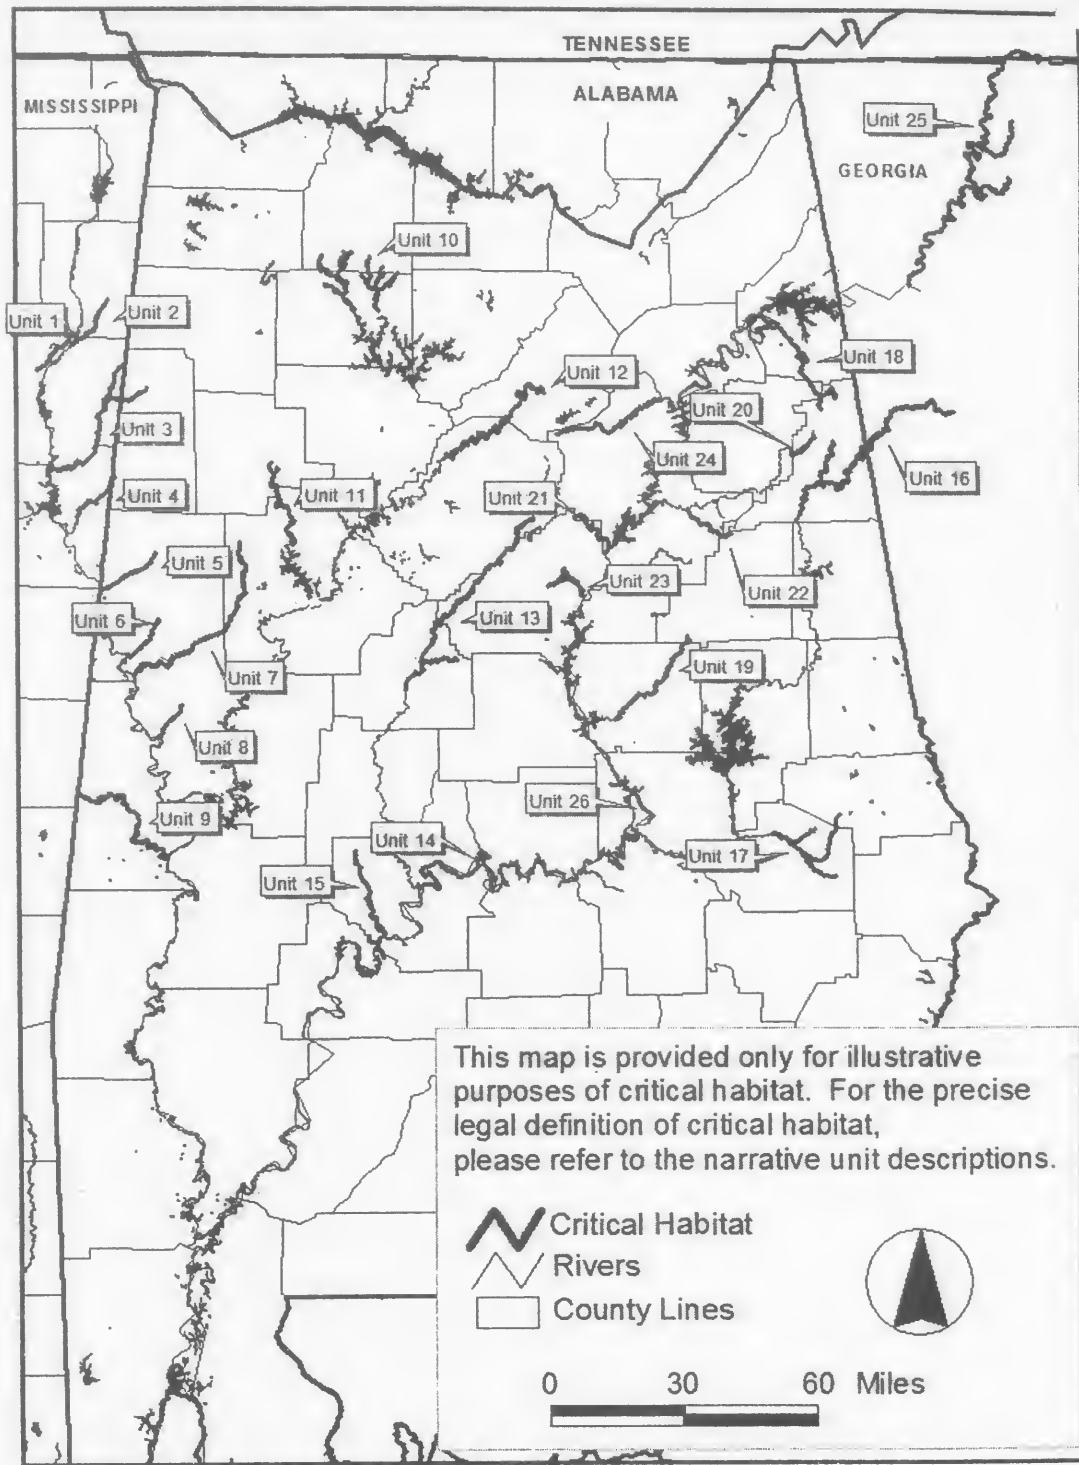 TENNESSEE
MISSISSIPPI
ALABAMA
Unit 25
GEORGIA
Unit 10
Unit 1
Unit 2
Unit 18
Unit 12
Unit 20
Unit 3
Unit 24
Unit 16
Unit 4
Unit 11
Unit 21
Unit 5
Unit 23
Unit 22
Unit 6
Unit 13
Unit 19
Unit 7
Unit 8
Unit 26
Unit 9
Unit 14
Unit 17
Unit 15
This map is provided only for illustrative
purposes of critical habitat. For the precise
legal definition of critical habitat,
please refer to the narrative unit descriptions.
Critical Habitat
Rivers
County Lines
0 30 60 Miles